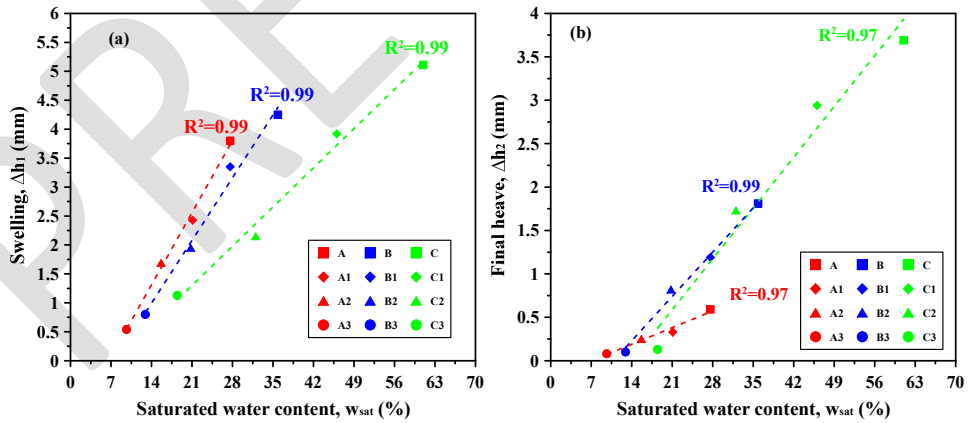 (a)
R²=0.99
R²=0.99
R²=0.99
Swelling, Δh₁ (mm)
6
5.5
5
4.5
4
3.5
3
2.5
2
1.5
1
0.5
0
A B C
A1 B1 C1
A2 B2 C2
A3 B3 C3
0 7 14 21 28 35 42 49 56 63 70
Saturated water content, wsat (%)
(b)
R²=0.97
R²=0.99
R²=0.97
Final heave, Δh₂ (mm)
4
3.5
3
2.5
2
1.5
1
0.5
0
A B C
A1 B1 C1
A2 B2 C2
A3 B3 C3
0 7 14 21 28 35 42 49 56 63 70
Saturated water content, wsat (%)